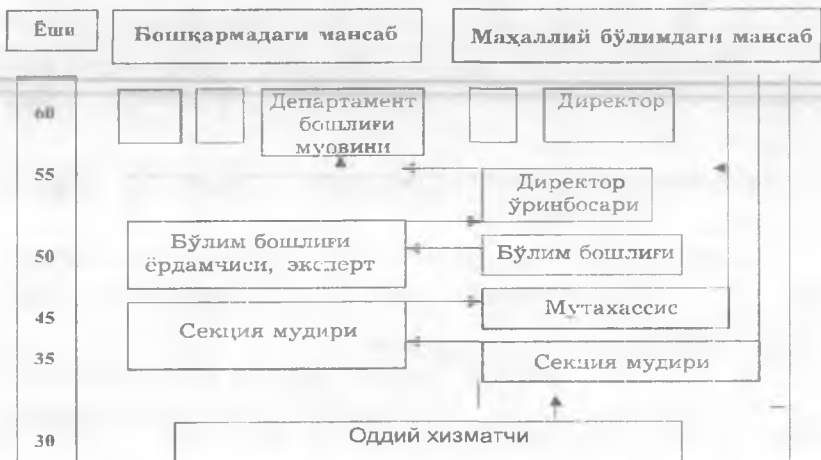 Ёши
Бошқармадаги мансаб
Маҳаллий бўлимдаги мансаб
60
Департамент
бошлиғи
муовини
Директор
55
Директор
ўринбосари
50
Бўлим бошлиғи
ёрдамчиси, эксперт
Бўлим бошлиғи
45
Секция мудири
Мутахассис
35
Секция мудири
30
Оддий хизматчи